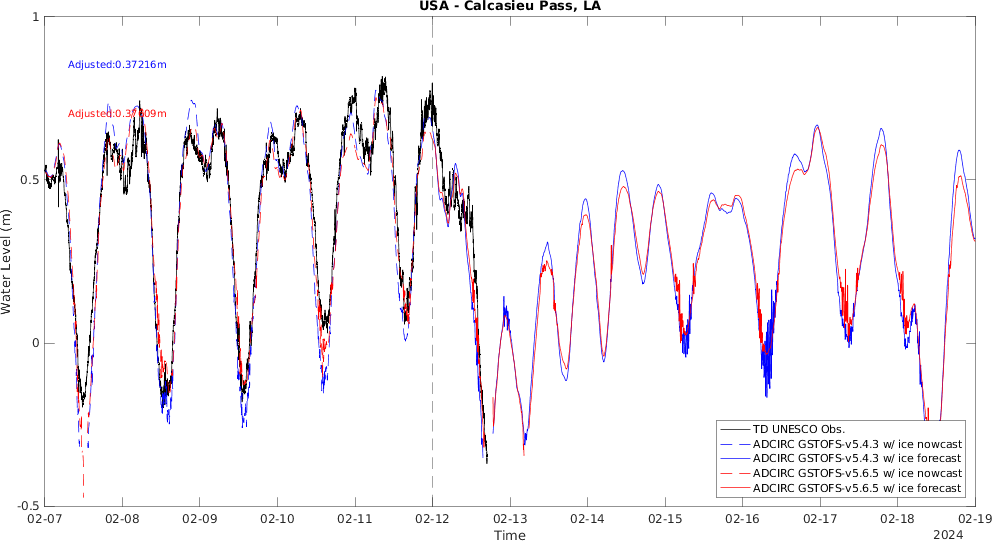 USA - Calcasieu Pass, LA
1
Adjusted:0.37216m
0.5
0
-0.5
Water Level (m)
TD UNESCO Obs.
ADCIRC GSTOFS-v5.4.3 w/ ice nowcast
ADCIRC GSTOFS-v5.4.3 w/ ice forecast
ADCIRC GSTOFS-v5.6.5 w/ ice nowcast
ADCIRC GSTOFS-v5.6.5 w/ ice forecast
02-07 02-08 02-09 02-10 02-11 02-12 02-13 02-14 02-15 02-16 02-17 02-18 02-19
Time
2024